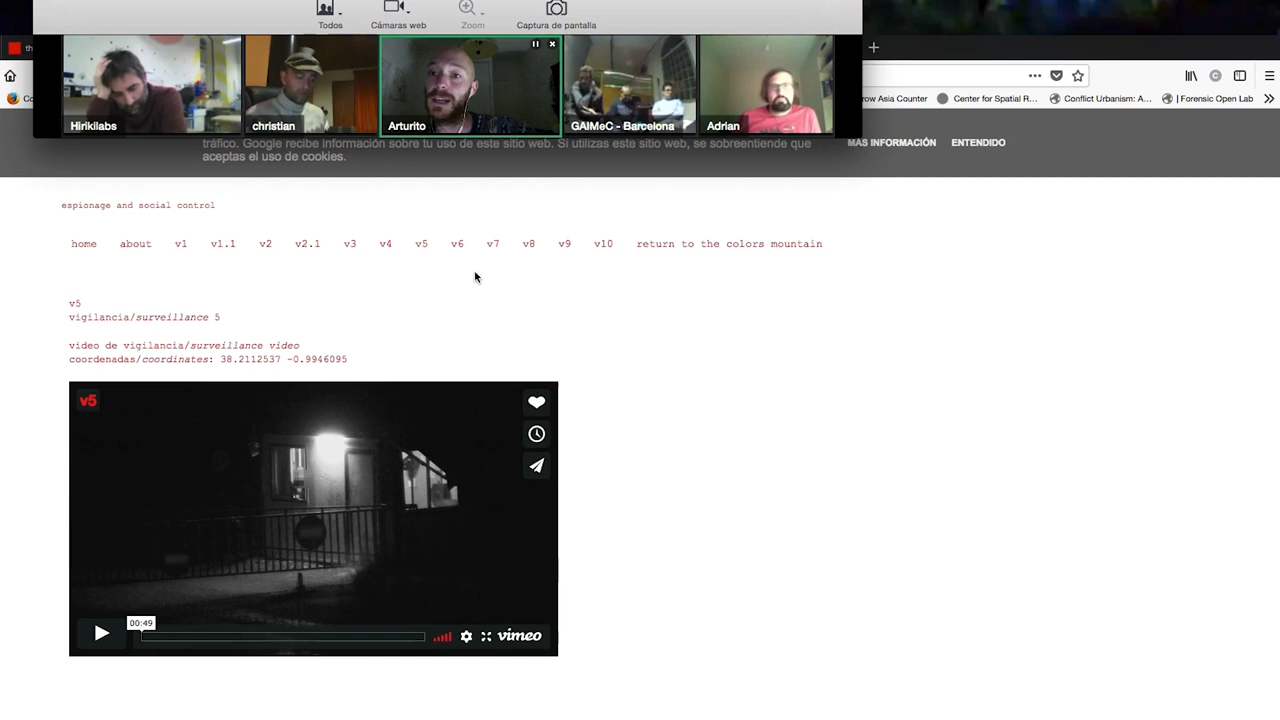 Todos
Cámaras web
Zoom
Captura de pantalla
th
Hirikilabs
christian
Arturito
GAIMeC - Barcelona
Adrian
Co
row Asia Counter
Center for Spatial R...
Conflict Urbanism: A...
| Forensic Open Lab
tráfico. Google recibe información sobre tu uso de este sitio web. Si utilizas este sitio web, se sobreentiende que
aceptas el uso de cookies.
MÁS INFORMACIÓN
ENTENDIDO
espionage and social control
home about v1 v1.1 v2 v2.1 v3 v4 v5 v6 v7 v8 v9 v10 return to the colors mountain
v5
vigilancia/surveillance 5
video de vigilancia/surveillance video
coordenadas/coordinates: 38.2112537 -0.9946095
v5
00:49
vimeo